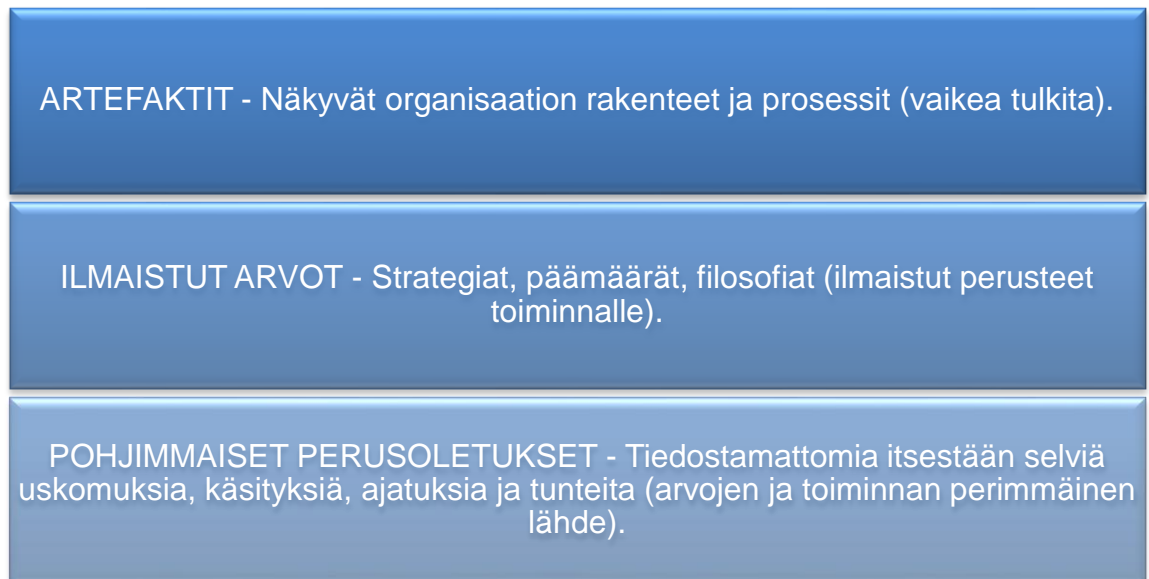 ARTEFAKTIT - Näkyvät organisaation rakenteet ja prosessit (vaikea tulkita).
ILMAISTUT ARVOT - Strategiat, päämäärät, filosofiat (ilmaistut perusteet
toiminnalle).
POHJIMMAISET PERUSOLETUKSET - Tiedostamattomia itsestään selviä
uskomuksia, käsityksiä, ajatuksia ja tunteita (arvojen ja toiminnan perimmäinen
lähde).